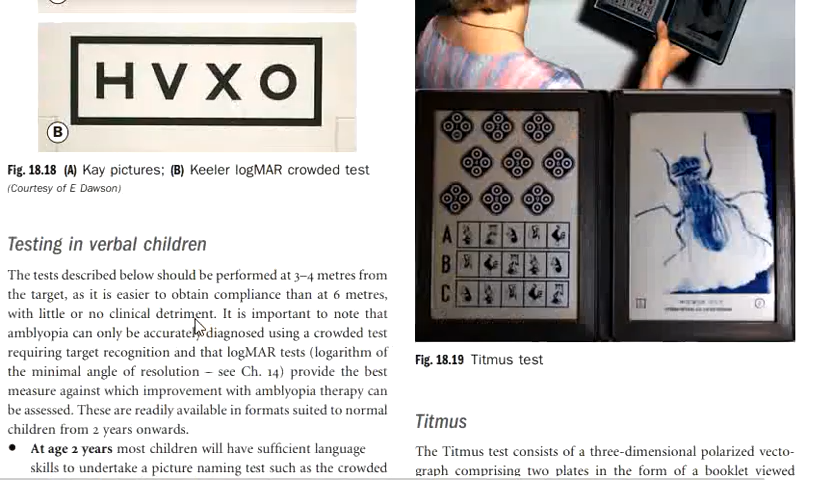 HVXO
B
Fig. 18.18 (A) Kay pictures; (B) Keeler logMAR crowded test
(Courtesy of E Dawson)
Testing in verbal children
The tests described below should be performed at 3–4 metres from
the target, as it is easier to obtain compliance than at 6 metres,
with little or no clinical detriment. It is important to note that
amblyopia can only be accurately diagnosed using a crowded test
requiring target recognition and that logMAR tests (logarithm of
the minimal angle of resolution – see Ch. 14) provide the best
measure against which improvement with amblyopia therapy can
be assessed. These are readily available in formats suited to normal
children from 2 years onwards.
• At age 2 years most children will have sufficient language
skills to undertake a picture naming test such as the crowded
A
B
C
Fig. 18.19 Titmus test
Titmus
The Titmus test consists of a three-dimensional polarized vecto-
graph comprising two plates in the form of a booklet viewed